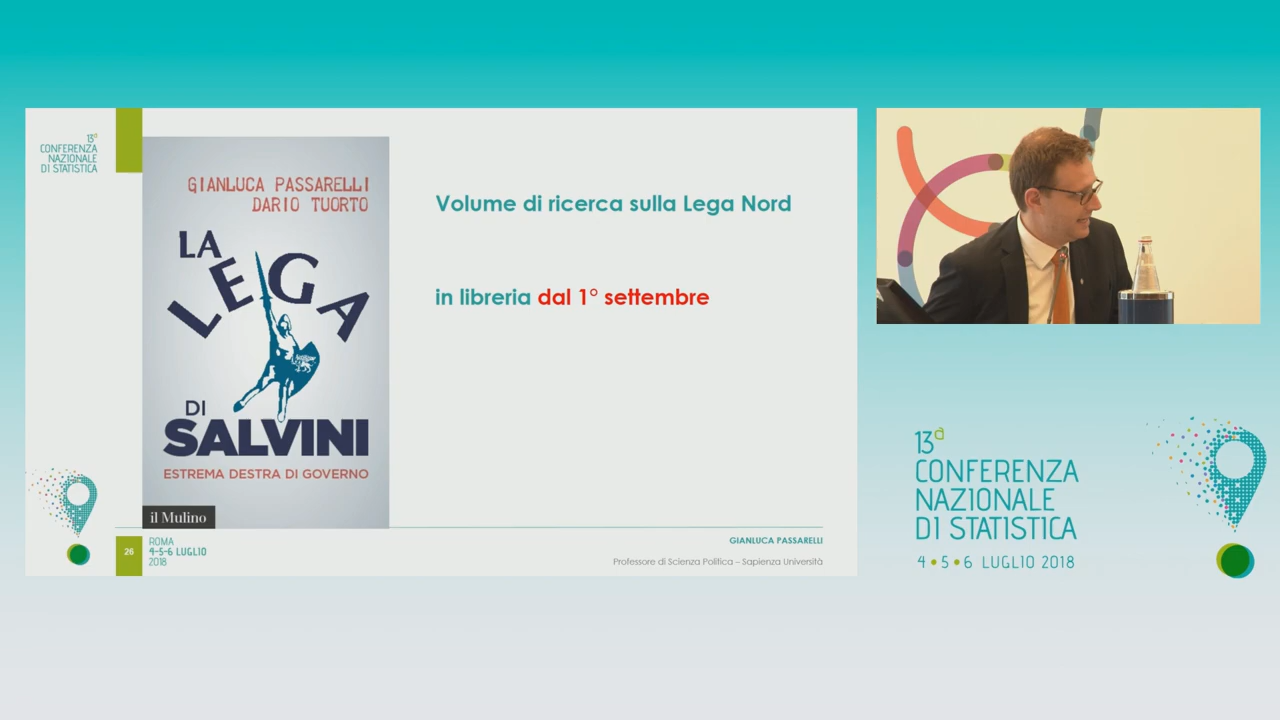 13ª
CONFERENZA
NAZIONALE
DI STATISTICA
GIANLUCA PASSARELLI
DARIO TUORTO
LA
LEGA
DI
SALVINI
ESTREMA DESTRA DI GOVERNO
il Mulino
Volume di ricerca sulla Lega Nord
in libreria dal 1° settembre
26
ROMA
4-5-6 LUGLIO
2018
GIANLUCA PASSARELLI
Professore di Scienza Politica – Sapienza Università
13ª
CONFERENZA
NAZIONALE
DI STATISTICA
4•5•6 LUGLIO 2018